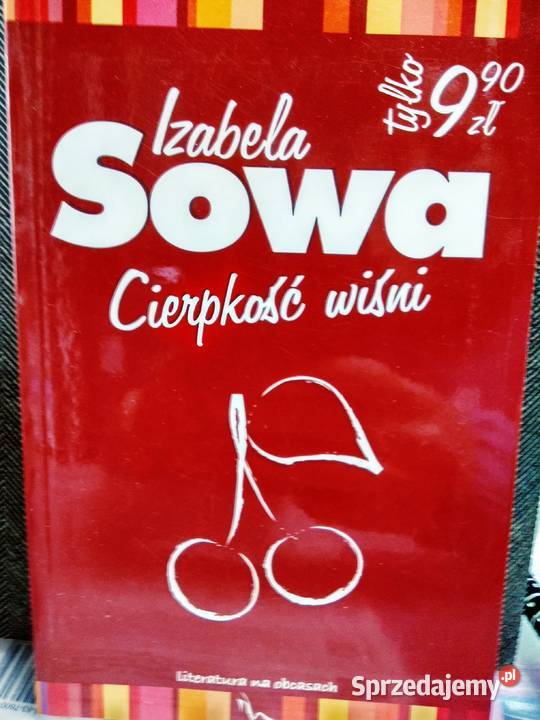 tylko 9 90 zł
Izabela
Sowa
Cierpkość wiśni
literatura na obcasach
Sprzedajemy.pl